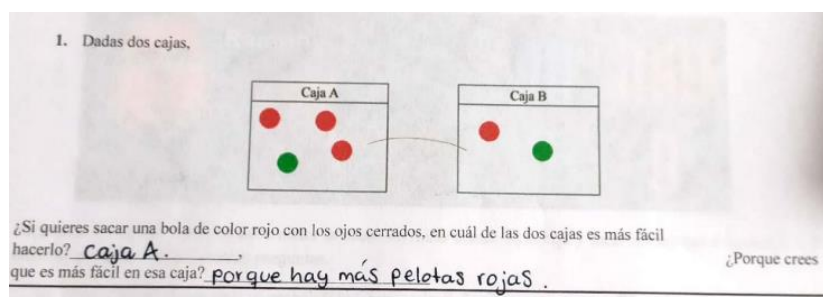 1. Dadas dos cajas,
Caja A
Caja B
¿Si quieres sacar una bola de color rojo con los ojos cerrados, en cuál de las dos cajas es más fácil
hacerlo? Caja A. , ¿Porque crees
que es más fácil en esa caja? porque hay más pelotas rojas.